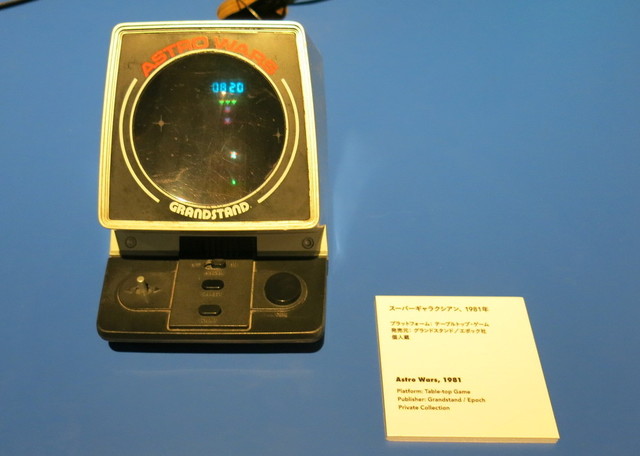 ASTRO WARS
0820
GRANDSTAND
スーパーギャラクシアン、1981年
プラットフォーム: テーブルトップ・ゲーム
発売元: グランドスタンド／エポック社
個人蔵
Astro Wars, 1981
Platform: Table-top Game
Publisher: Grandstand / Epoch
Private Collection